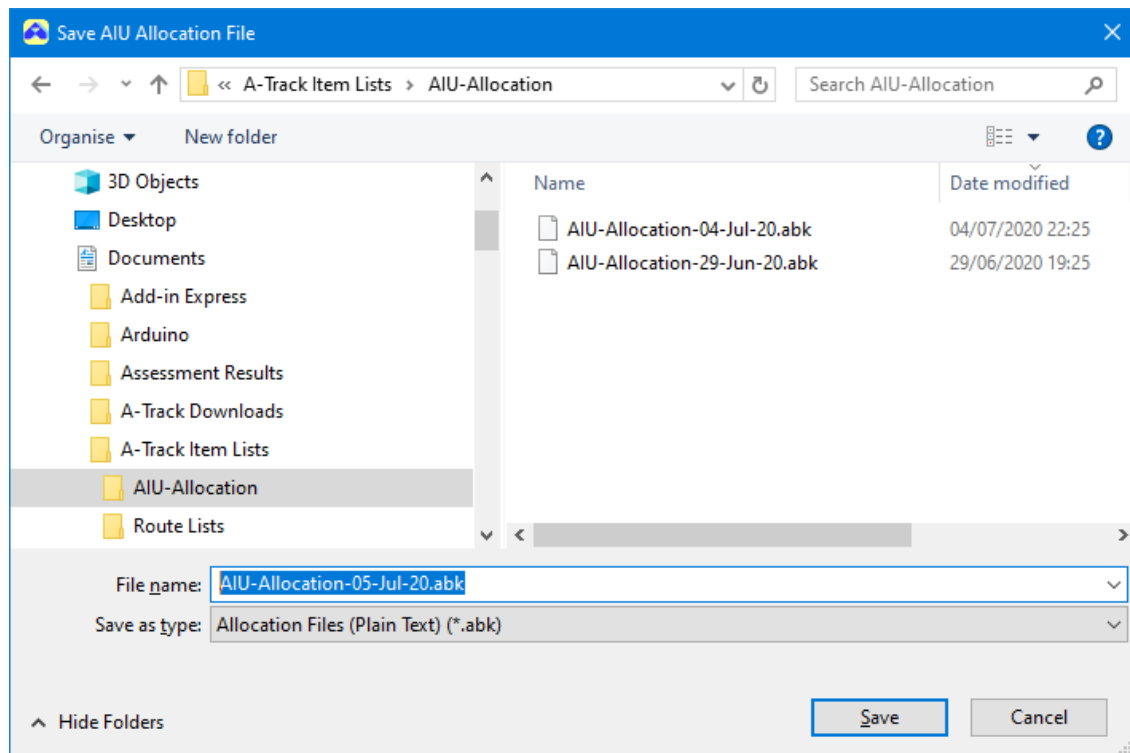 Save AIU Allocation File
« A-Track Item Lists > AIU-Allocation
Search AIU-Allocation
Organise
New folder
3D Objects
Desktop
Documents
Add-in Express
Arduino
Assessment Results
A-Track Downloads
A-Track Item Lists
AIU-Allocation
Route Lists
Name Date modified
AIU-Allocation-04-Jul-20.abk 04/07/2020 22:25
AIU-Allocation-29-Jun-20.abk 29/06/2020 19:25
File name: AIU-Allocation-05-Jul-20.abk
Save as type: Allocation Files (Plain Text) (*.abk)
Hide Folders
Save
Cancel